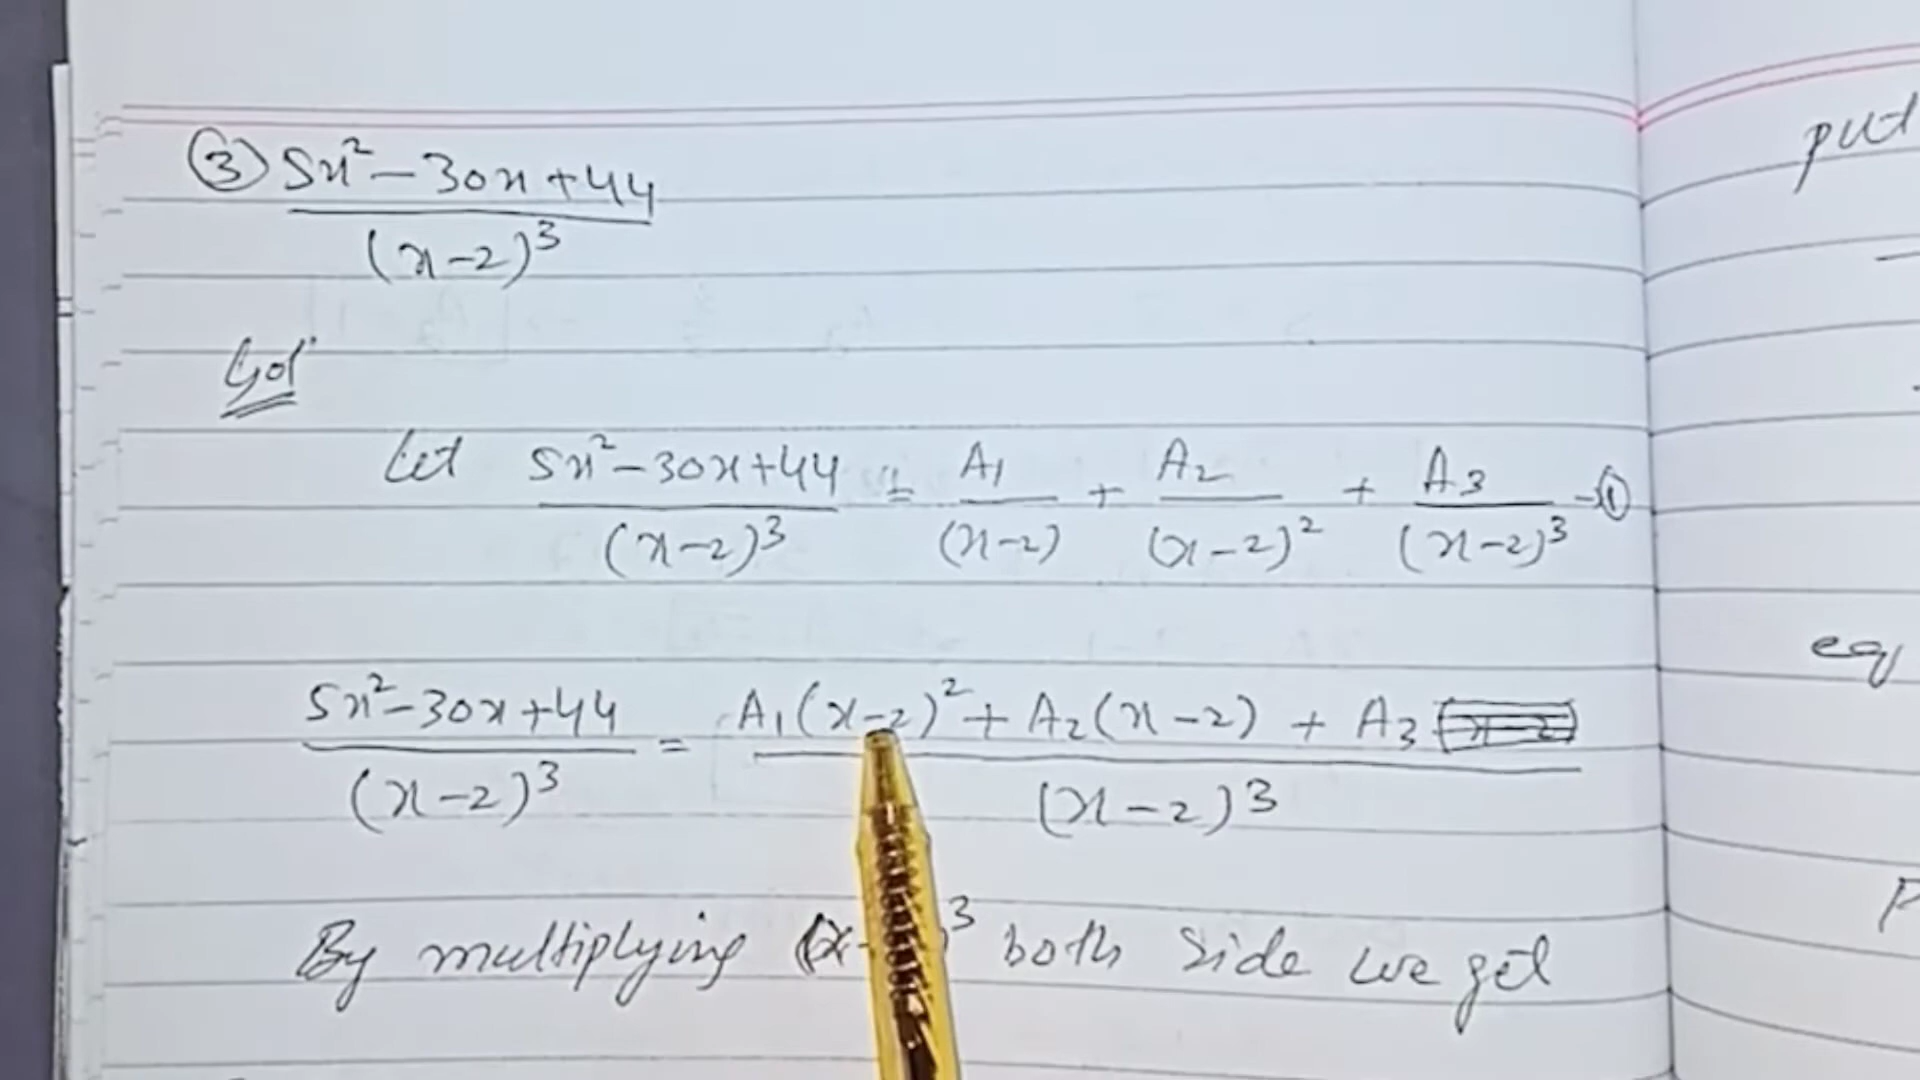 ③ 5x² - 30x + 44
(x-2)³
Sol
Let 5x² - 30x + 44 = A₁ + A₂ + A₃ - ①
(x-2)³ (x-2) (x-2)² (x-2)³
5x² - 30x + 44 = A₁(x-2)² + A₂(x-2) + A₃
(x-2)³ (x-2)³
By multiplying (x- )³ both side we get
put
eq